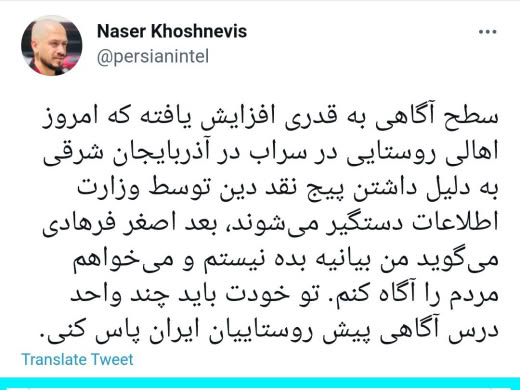 Naser Khoshnevis
@persianintel
سطح آگاهی به قدری افزایش یافته که امروز
اهالی روستایی در سراب در آذربایجان شرقی
به دلیل داشتن پیج نقد دین توسط وزارت
اطلاعات دستگیر می‌شوند، بعد اصغر فرهادی
می‌گوید من بیانیه بده نیستم و می‌خواهم
مردم را آگاه کنم. تو خودت باید چند واحد
درس آگاهی پیش روستاییان ایران پاس کنی.
Translate Tweet